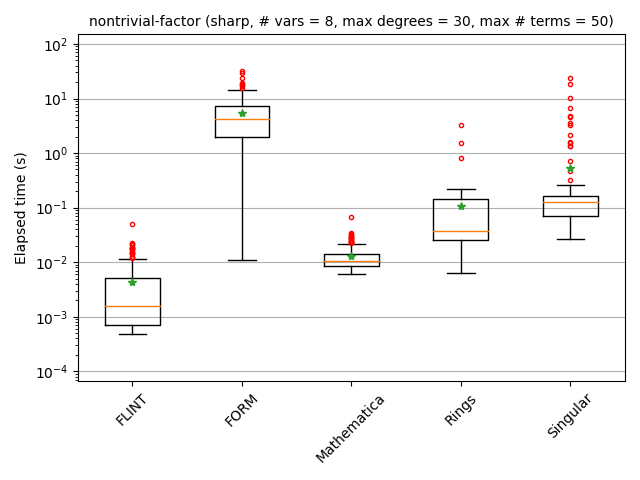 nontrivial-factor (sharp, # vars = 8, max degrees = 30, max # terms = 50)
Elapsed time (s)
10²
10¹
10⁰
10⁻¹
10⁻²
10⁻³
10⁻⁴
FLINT
FORM
Mathematica
Rings
Singular